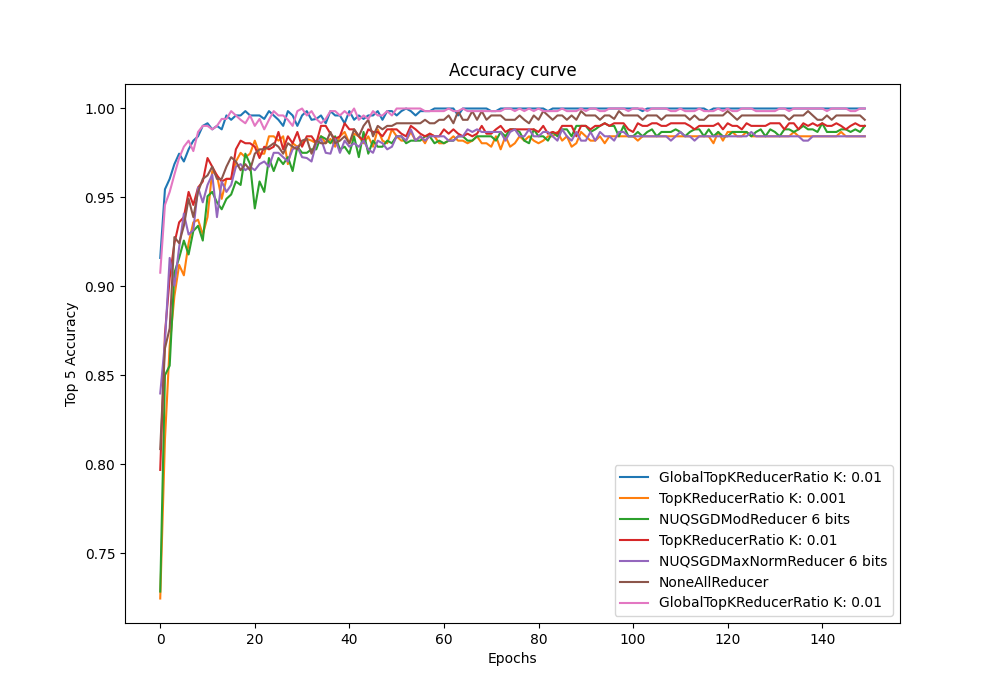 Accuracy curve
1.00
0.95
0.90
0.85
0.80
0.75
Top 5 Accuracy
GlobalTopKReducerRatio K: 0.01
TopKReducerRatio K: 0.001
NUQSGDModReducer 6 bits
TopKReducerRatio K: 0.01
NUQSGDMaxNormReducer 6 bits
NoneAllReducer
GlobalTopKReducerRatio K: 0.01
0 20 40 60 80 100 120 140
Epochs